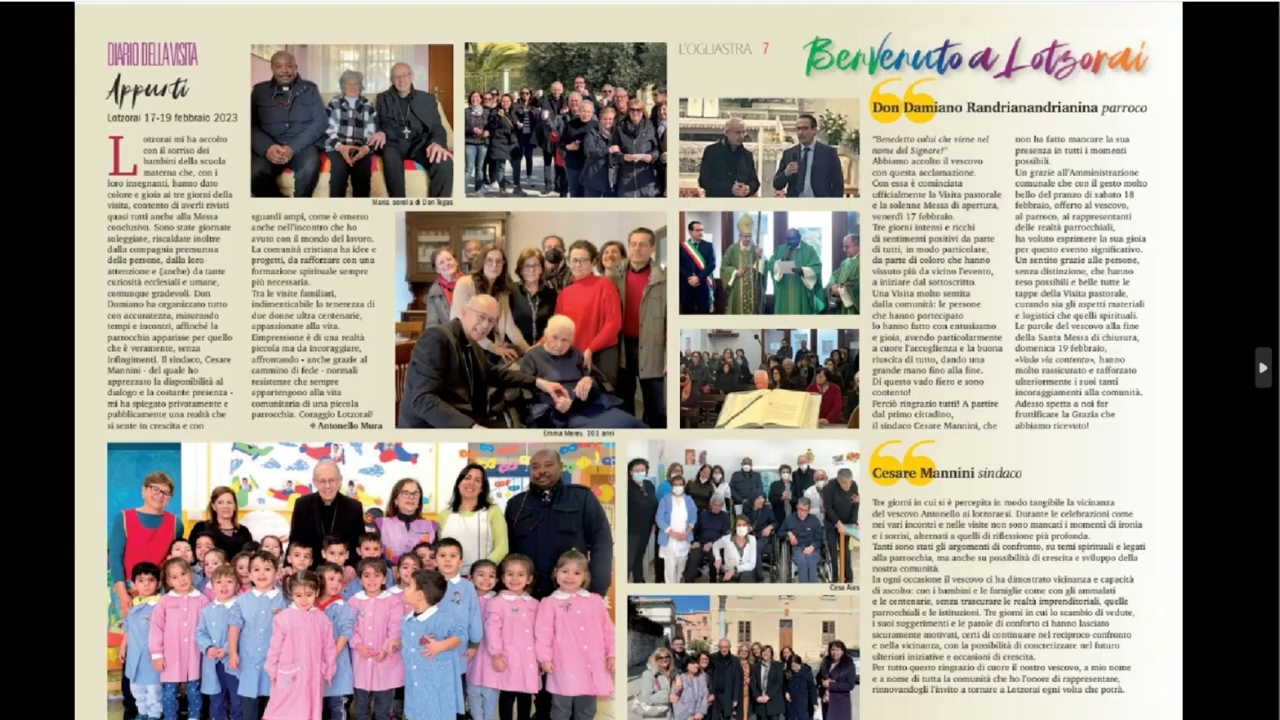 DIARIO DELLA VISITA
Appunti
Lotzorai 17-19 febbraio 2023
Lotzorai mi ha accolto
con il sorriso dei
bambini della scuola
materna che, con i
loro insegnanti, hanno dato
colore e gioia ai tre giorni della
visita, contento di averli rivisti
quasi tutti anche alla Messa
conclusiva. Sono state giornate
soleggiate, riscaldate inoltre
dalla compagnia premurosa
delle persone, dalla loro
attenzione e (anche) da tante
curiosità ecclesiali e umane,
comunque gradevoli. Don
Damiano ha organizzato tutto
con accuratezza, misurando
tempi e incontri, affinché la
parrocchia apparisse per quello
che è veramente, senza
infingimenti. Il sindaco, Cesare
Mannini - del quale ho
apprezzato la disponibilità al
dialogo e la costante presenza -
mi ha spiegato privatamente e
pubblicamente una realtà che
si sente in crescita e con
sguardi ampi, come è emerso
anche nell'incontro che ho
avuto con il mondo del lavoro.
La comunità cristiana ha idee e
progetti, da rafforzare con una
formazione spirituale sempre
più necessaria.
Tra le visite familiari,
indimenticabile la tenerezza di
due donne ultra centenarie,
appassionate alla vita.
L'impressione è di una realtà
piccola ma da incoraggiare,
affrontando - anche grazie al
cammino di fede - normali
resistenze che sempre
appartengono alla vita
comunitaria di una piccola
parrocchia. Coraggio Lotzorai!
Antonello Mura
Maria, sorella di Don Tegas
Emma Mereu, 101 anni
Casa Aias
L'OGLIASTRA 7
Benvenuto a Lotzorai
Don Damiano Randrianandrianina parroco
"Benedetto colui che viene nel
nome del Signore!"
Abbiamo accolto il vescovo
con questa acclamazione.
Con essa è cominciata
ufficialmente la Visita pastorale
e la solenne Messa di apertura,
venerdì 17 febbraio.
Tre giorni intensi e ricchi
di sentimenti positivi da parte
di tutti, in modo particolare,
da parte di coloro che hanno
vissuto più da vicino l'evento,
a iniziare dal sottoscritto.
Una Visita molto sentita
dalla comunità: le persone
che hanno partecipato
lo hanno fatto con entusiasmo
e gioia, avendo particolarmente
a cuore l'accoglienza e la buona
riuscita di tutto, dando una
grande mano fino alla fine.
Di questo vado fiero e sono
contento!
Perciò ringrazio tutti! A partire
dal primo cittadino,
il sindaco Cesare Mannini, che
non ha fatto mancare la sua
presenza in tutti i momenti
possibili.
Un grazie all'Amministrazione
comunale che con il gesto molto
bello del pranzo di sabato 18
febbraio, offerto al vescovo,
al parroco, ai rappresentanti
delle realtà parrocchiali,
ha voluto esprimere la sua gioia
per questo evento significativo.
Un sentito grazie alle persone,
senza distinzione, che hanno
reso possibili e belle tutte le
tappe della Visita pastorale,
curando sia gli aspetti materiali
e logistici che quelli spirituali.
Le parole del vescovo alla fine
della Santa Messa di chiusura,
domenica 19 febbraio,
«Vado via contento», hanno
molto rassicurato e rafforzato
ulteriormente i suoi tanti
incoraggiamenti alla comunità.
Adesso spetta a noi far
fruttificare la Grazia che
abbiamo ricevuto!
Cesare Mannini sindaco
Tre giorni in cui si è percepita in modo tangibile la vicinanza
del vescovo Antonello ai lotzoraesi. Durante le celebrazioni come
nei vari incontri e nelle visite non sono mancati i momenti di ironia
e i sorrisi, alternati a quelli di riflessione più profonda.
Tanti sono stati gli argomenti di confronto, su temi spirituali e legati
alla parrocchia, ma anche su possibilità di crescita e sviluppo della
nostra comunità.
In ogni occasione il vescovo ci ha dimostrato vicinanza e capacità
di ascolto: con i bambini e le famiglie come con gli ammalati
e le centenarie, senza trascurare le realtà imprenditoriali, quelle
parrocchiali e le istituzioni. Tre giorni in cui lo scambio di vedute,
i suoi suggerimenti e le parole di conforto ci hanno lasciato
sicuramente motivati, certi di continuare nel reciproco confronto
e nella vicinanza, con la possibilità di concretizzare nel futuro
ulteriori iniziative e occasioni di crescita.
Per tutto questo ringrazio di cuore il nostro vescovo, a mio nome
e a nome di tutta la comunità che ho l'onore di rappresentare,
rinnovandogli l'invito a tornare a Lotzorai ogni volta che potrà.